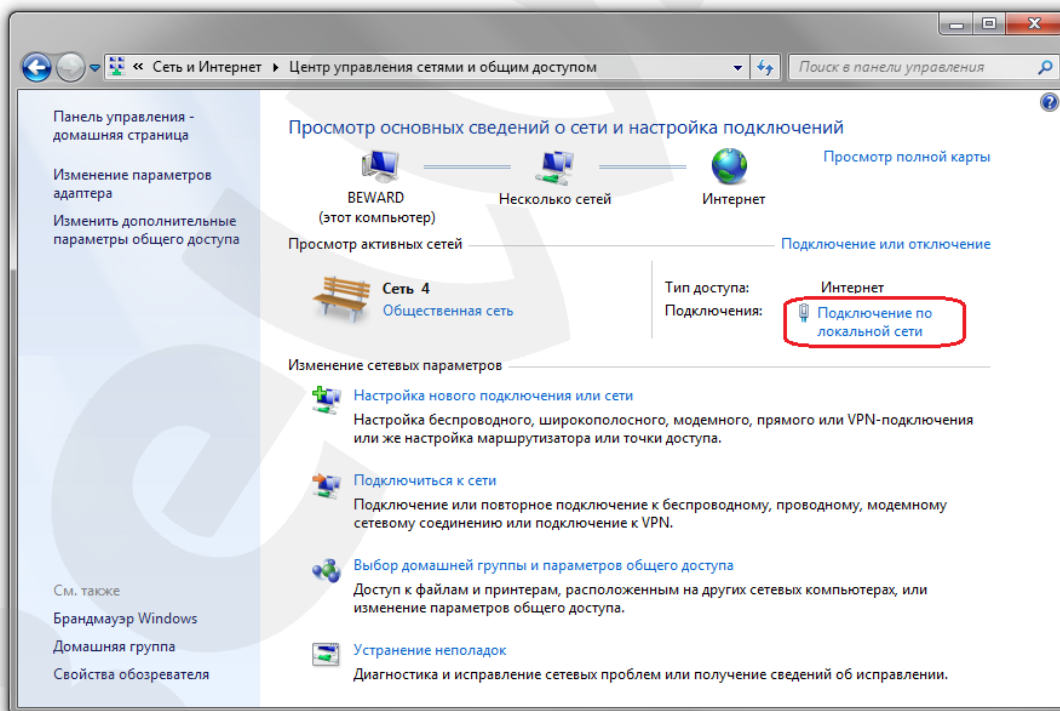 « Сеть и Интернет ▸ Центр управления сетями и общим доступом
Поиск в панели управления
Панель управления -
домашняя страница
Изменение параметров
адаптера
Изменить дополнительные
параметры общего доступа
См. также
Брандмауэр Windows
Домашняя группа
Свойства обозревателя
Просмотр основных сведений о сети и настройка подключений
Просмотр полной карты
BEWARD
(этот компьютер)
Несколько сетей
Интернет
Просмотр активных сетей
Подключение или отключение
Сеть 4
Общественная сеть
Тип доступа: Интернет
Подключения: Подключение по
локальной сети
Изменение сетевых параметров
Настройка нового подключения или сети
Настройка беспроводного, широкополосного, модемного, прямого или VPN-подключения
или же настройка маршрутизатора или точки доступа.
Подключиться к сети
Подключение или повторное подключение к беспроводному, проводному, модемному
сетевому соединению или подключение к VPN.
Выбор домашней группы и параметров общего доступа
Доступ к файлам и принтерам, расположенным на других сетевых компьютерах, или
изменение параметров общего доступа.
Устранение неполадок
Диагностика и исправление сетевых проблем или получение сведений об исправлении.